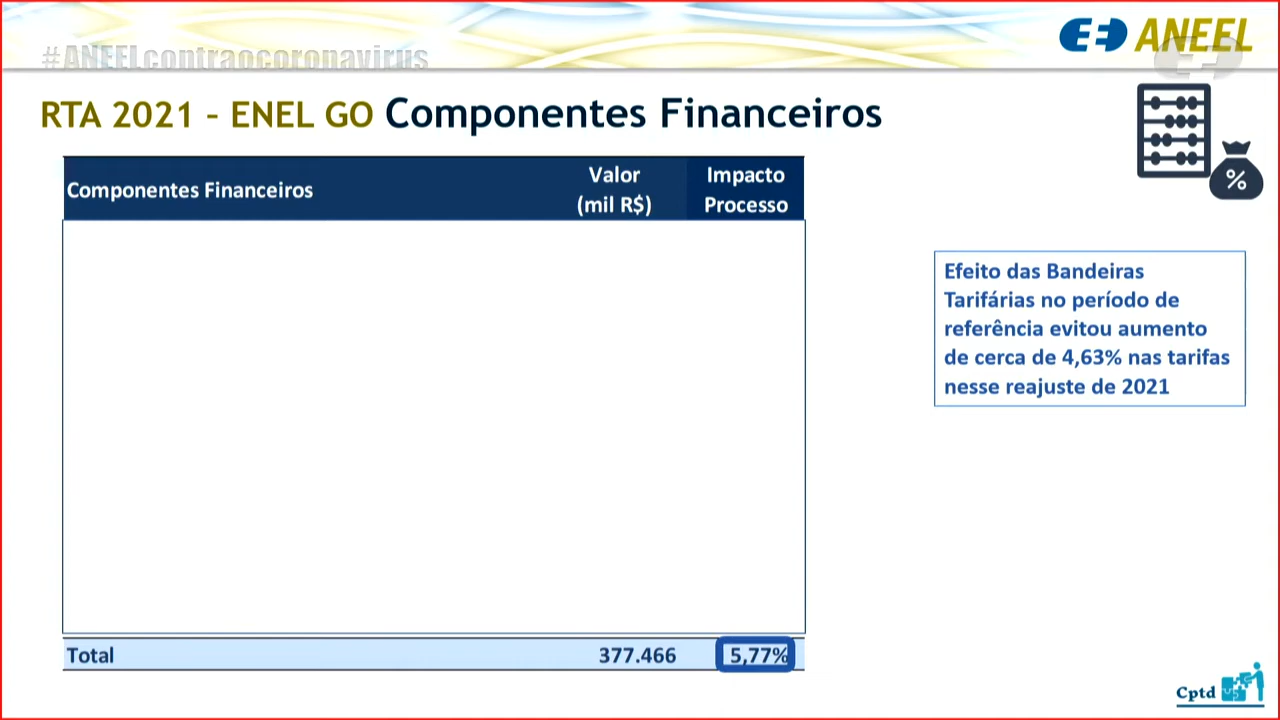 #ANEELcontraocoronavirus
ANEEL
RTA 2021 – ENEL GO Componentes Financeiros
Componentes Financeiros
Valor
(mil R$)
Impacto
Processo
Efeito das Bandeiras
Tarifárias no período de
referência evitou aumento
de cerca de 4,63% nas tarifas
nesse reajuste de 2021
Total 377.466 5,77%
Cptd